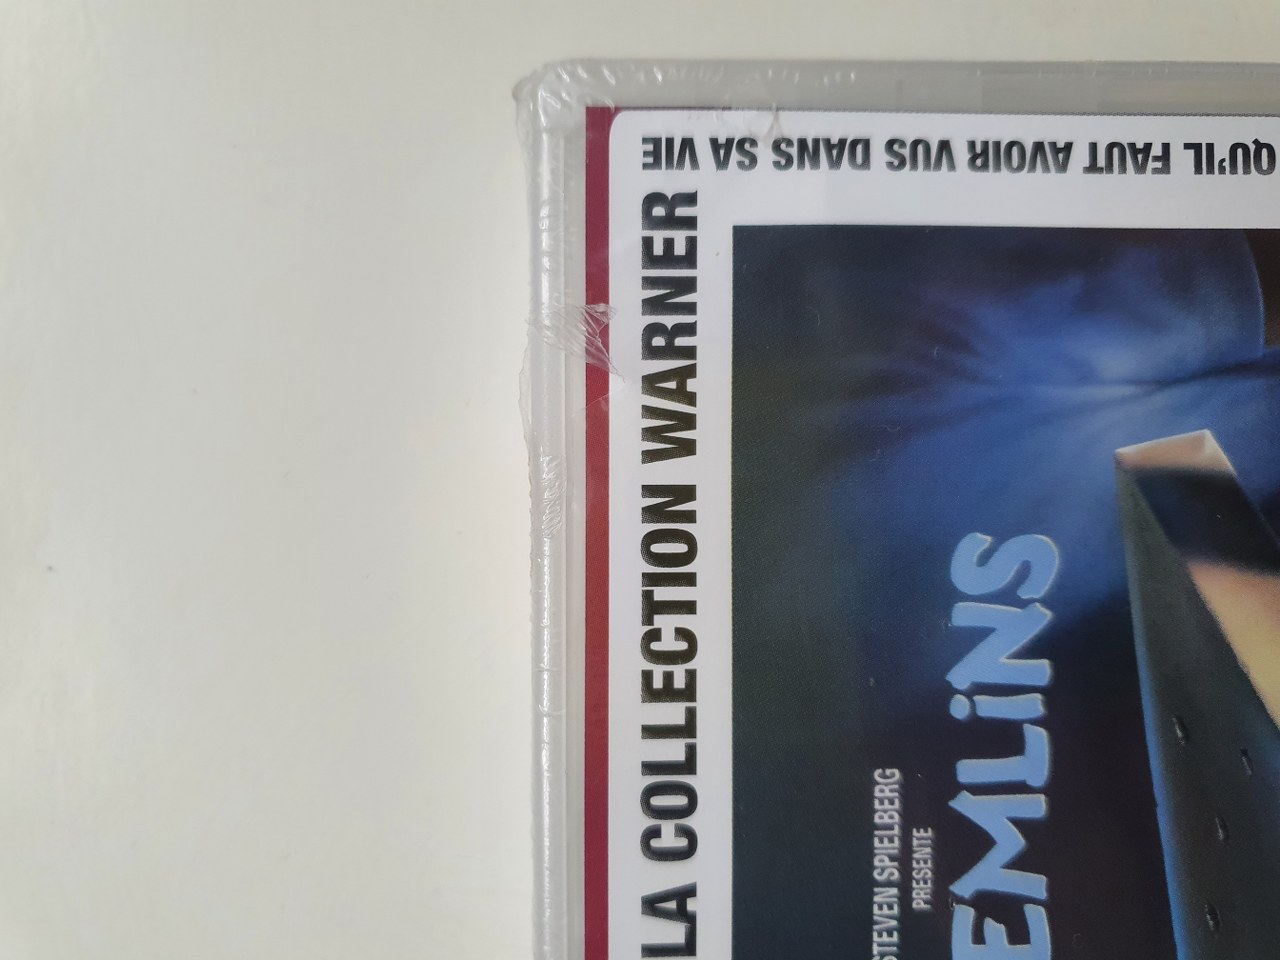 QU'IL FAUT AVOIR VUS DANS SA VIE
LA COLLECTION WARNER
STEVEN SPIELBERG
PRESENTE
EMLiNS